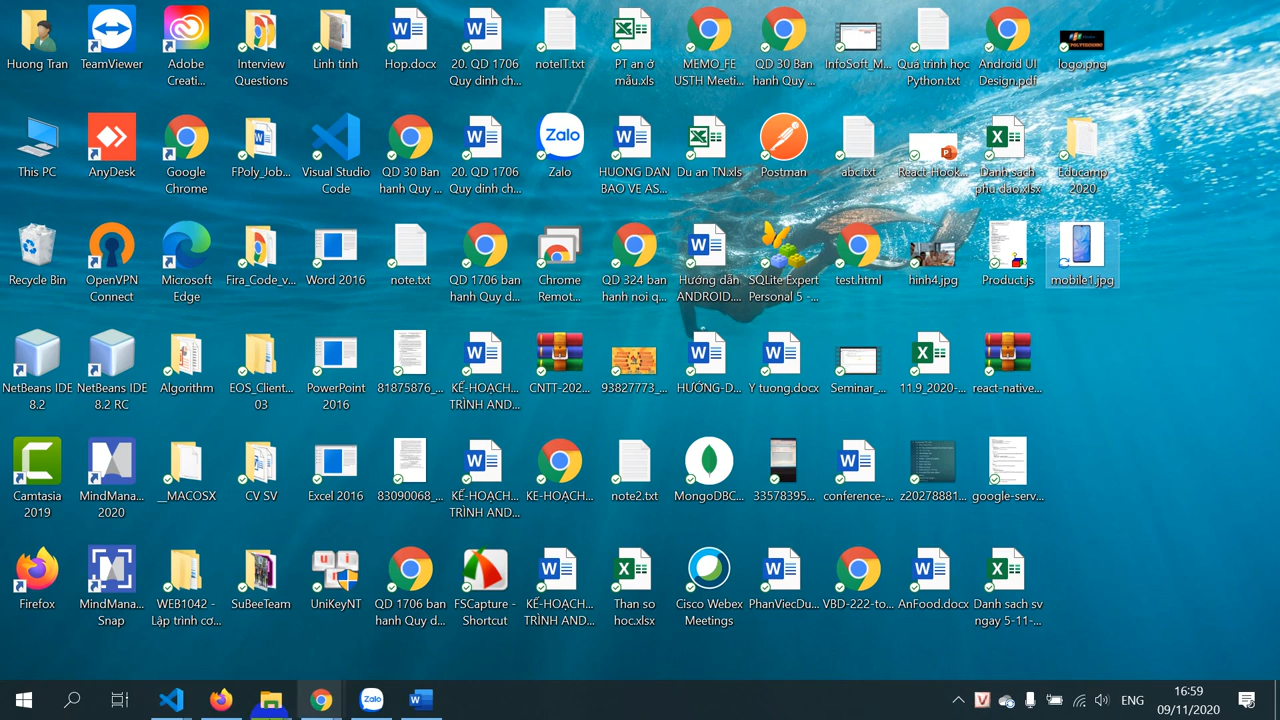 Huong Tran
TeamViewer
Adobe
Creati...
Interview
Questions
Linh tinh
Hop.docx
20. QD 1706
Quy dinh ch...
noteIT.txt
PT an ở
mẫu.xls
MEMO_FE
USTH Meeti...
QD 30 Ban
hanh Quy ...
InfoSoft_M...
Quá trình học
Python.txt
Android UI
Design.pdf
logo.png
This PC
AnyDesk
Google
Chrome
FPoly_Job...
Visual Studio
Code
QD 30 Ban
hanh Quy ...
20. QD 1706
Quy dinh ch...
Zalo
Zalo
HUONG DAN
BAO VE AS...
Du an TN.xls
Postman
abc.txt
React-Hook...
Danh sách
phụ đạo.xlsx
Educamp
2020
Recycle Bin
OpenVPN
Connect
Microsoft
Edge
Fira_Code_v...
Word 2016
note.txt
QD 1706 ban
hanh Quy d...
Chrome
Remot...
QD 324 ban
hanh noi q...
Hướng dẫn
ANDROID....
SQLite Expert
Personal 5 -...
test.html
hinh4.jpg
Product.js
mobile1.jpg
NetBeans IDE
8.2
NetBeans IDE
8.2 RC
Algorithm
EOS_Client...
03
PowerPoint
2016
81875876_...
KẾ-HOẠCH...
TRÌNH AND...
CNTT-202...
93827773_...
HƯỚNG-D...
Y tuong.docx
Seminar_...
11.9_2020-...
react-native...
Camtasia
2019
MindMana...
2020
__MACOSX
CV SV
Excel 2016
83090068_...
KẾ-HOẠCH...
TRÌNH AND...
KE-HOẠCH...
note2.txt
MongoDBC...
33578395...
conference-...
z20278881...
google-serv...
Firefox
MindMana...
Snap
WEB1042 -
Lập trình cơ...
SuBeeTeam
UniKeyNT
QD 1706 ban
hanh Quy d...
FSCapture -
Shortcut
KẾ-HOẠCH...
TRÌNH AND...
Than so
hoc.xlsx
Cisco Webex
Meetings
PhanViecDu...
VBD-222-to...
AnFood.docx
Danh sach sv
ngay 5-11-...
Zalo
ENG
16:59
09/11/2020